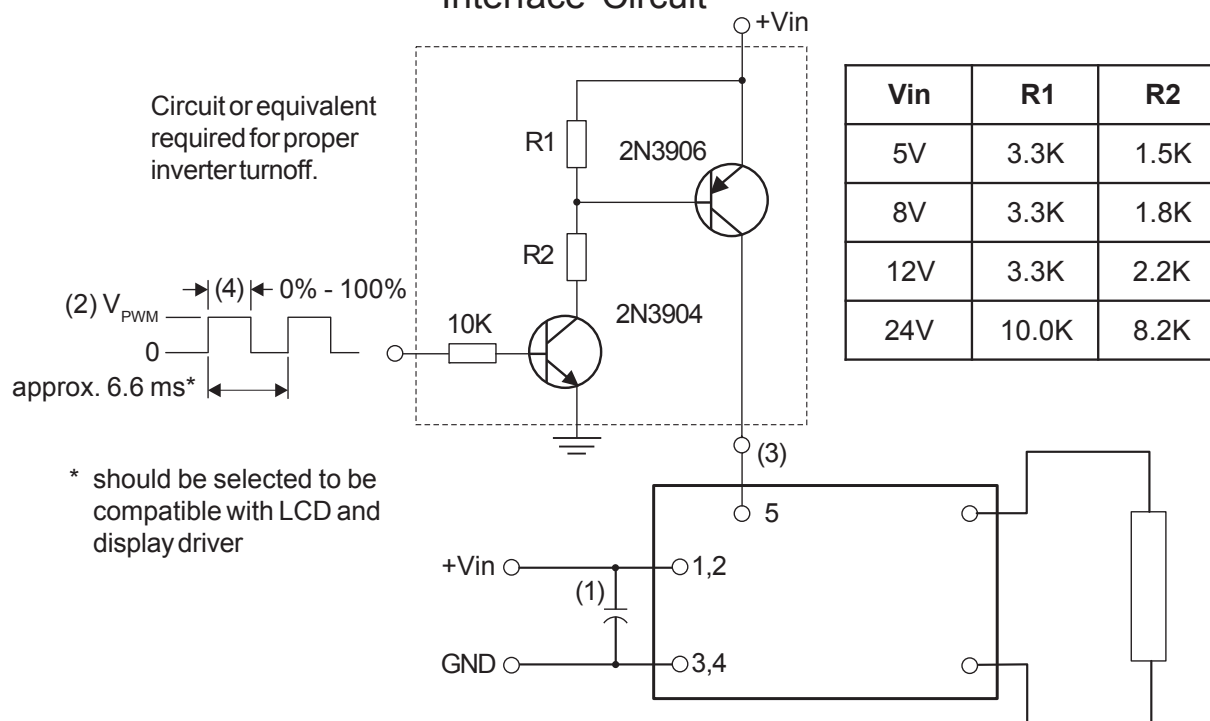 Interface Circuit
+Vin
Circuit or equivalent
required for proper
inverter turnoff.
R1
2N3906
R2
2N3904
10K
(2) VPWM
(4)
0% - 100%
0
approx. 6.6 ms*
* should be selected to be
compatible with LCD and
display driver
Vin R1 R2
5V 3.3K 1.5K
8V 3.3K 1.8K
12V 3.3K 2.2K
24V 10.0K 8.2K
(3)
5
+Vin
1,2
(1)
GND
3,4